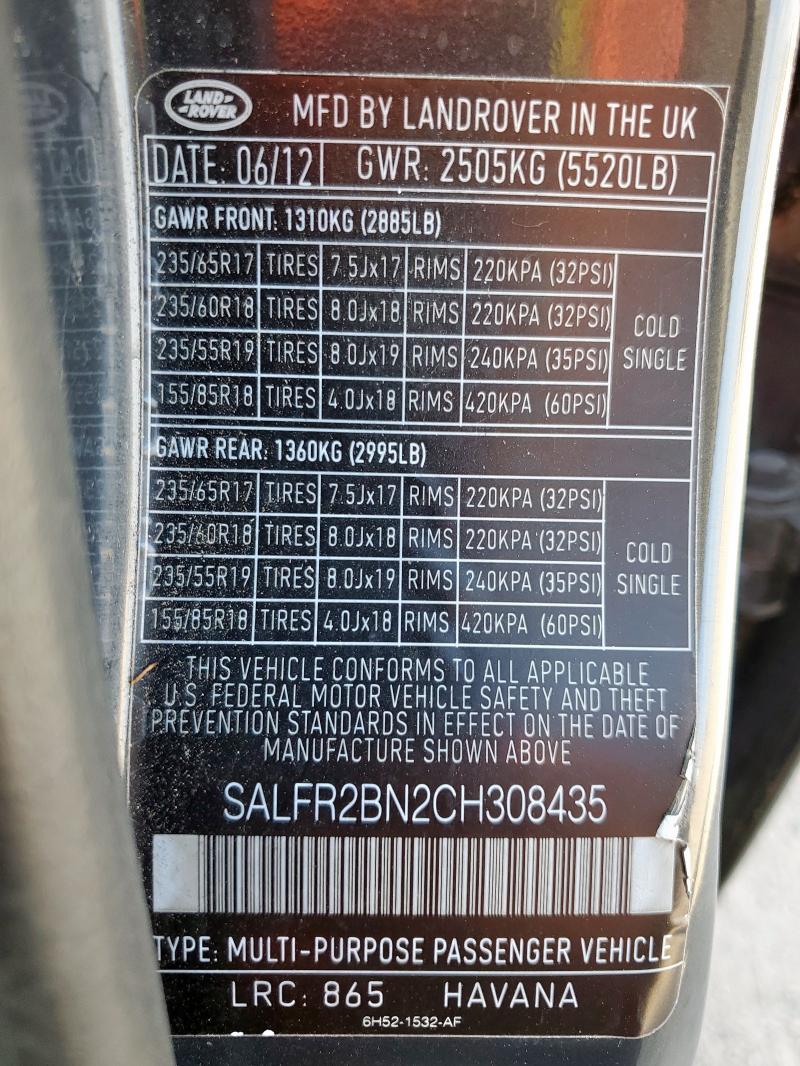 LAND ROVER MFD BY LANDROVER IN THE UK
DATE: 06/12 GWR: 2505KG (5520LB)
GAWR FRONT: 1310KG (2885LB)
235/65R17 TIRES 7.5Jx17 RIMS 220KPA (32PSI)
235/60R18 TIRES 8.0Jx18 RIMS 220KPA (32PSI)
235/55R19 TIRES 8.0Jx19 RIMS 240KPA (35PSI)
155/85R18 TIRES 4.0Jx18 RIMS 420KPA (60PSI)
COLD
SINGLE
GAWR REAR: 1360KG (2995LB)
235/65R17 TIRES 7.5Jx17 RIMS 220KPA (32PSI)
235/60R18 TIRES 8.0Jx18 RIMS 220KPA (32PSI)
235/55R19 TIRES 8.0Jx19 RIMS 240KPA (35PSI)
155/85R18 TIRES 4.0Jx18 RIMS 420KPA (60PSI)
COLD
SINGLE
THIS VEHICLE CONFORMS TO ALL APPLICABLE
U.S. FEDERAL MOTOR VEHICLE SAFETY AND THEFT
PREVENTION STANDARDS IN EFFECT ON THE DATE OF
MANUFACTURE SHOWN ABOVE
SALFR2BN2CH308435
TYPE: MULTI-PURPOSE PASSENGER VEHICLE
LRC: 865 HAVANA
6H52-1532-AF